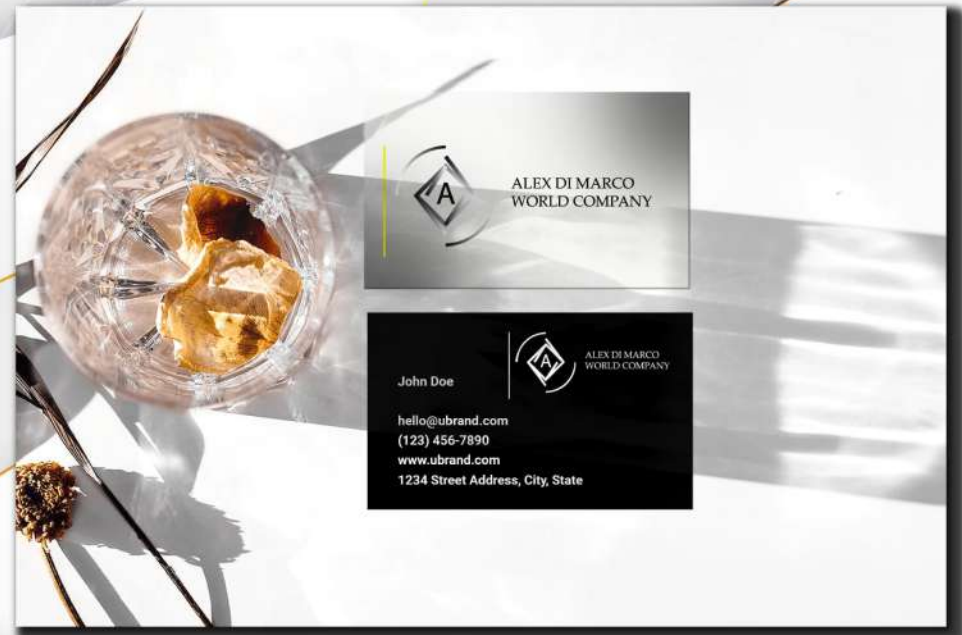 A
ALEX DI MARCO
WORLD COMPANY
A
ALEX DI MARCO
WORLD COMPANY
John Doe
hello@ubrand.com
(123) 456-7890
www.ubrand.com
1234 Street Address, City, State